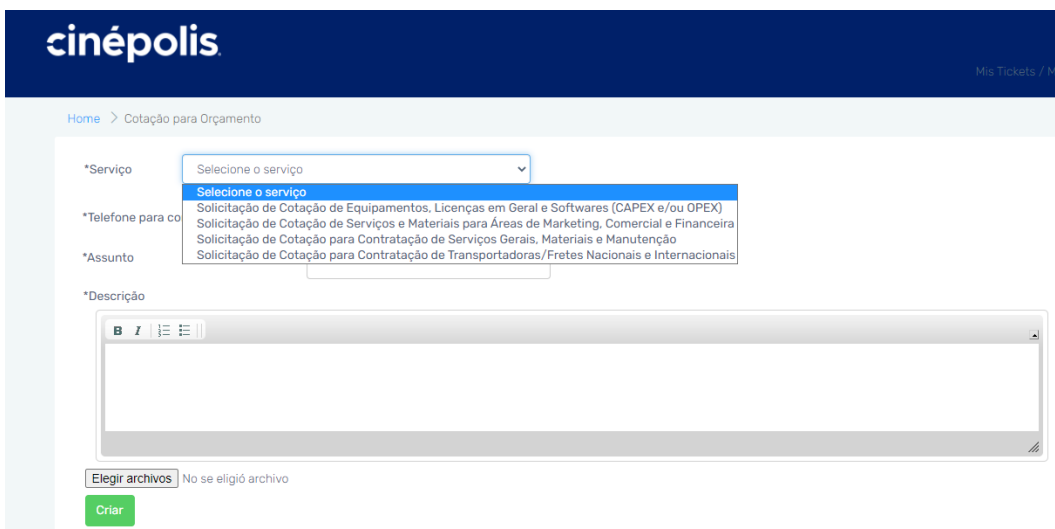 cinépolis
Mis Tickets / M
Home > Cotação para Orçamento
*Serviço Selecione o serviço
Selecione o serviço
Solicitação de Cotação de Equipamentos, Licenças em Geral e Softwares (CAPEX e/ou OPEX)
*Telefone para co Solicitação de Cotação de Serviços e Materiais para Áreas de Marketing, Comercial e Financeira
Solicitação de Cotação para Contratação de Serviços Gerais, Materiais e Manutenção
*Assunto Solicitação de Cotação para Contratação de Transportadoras/Fretes Nacionais e Internacionais
*Descrição
B I
Elegir archivos No se eligió archivo
Criar